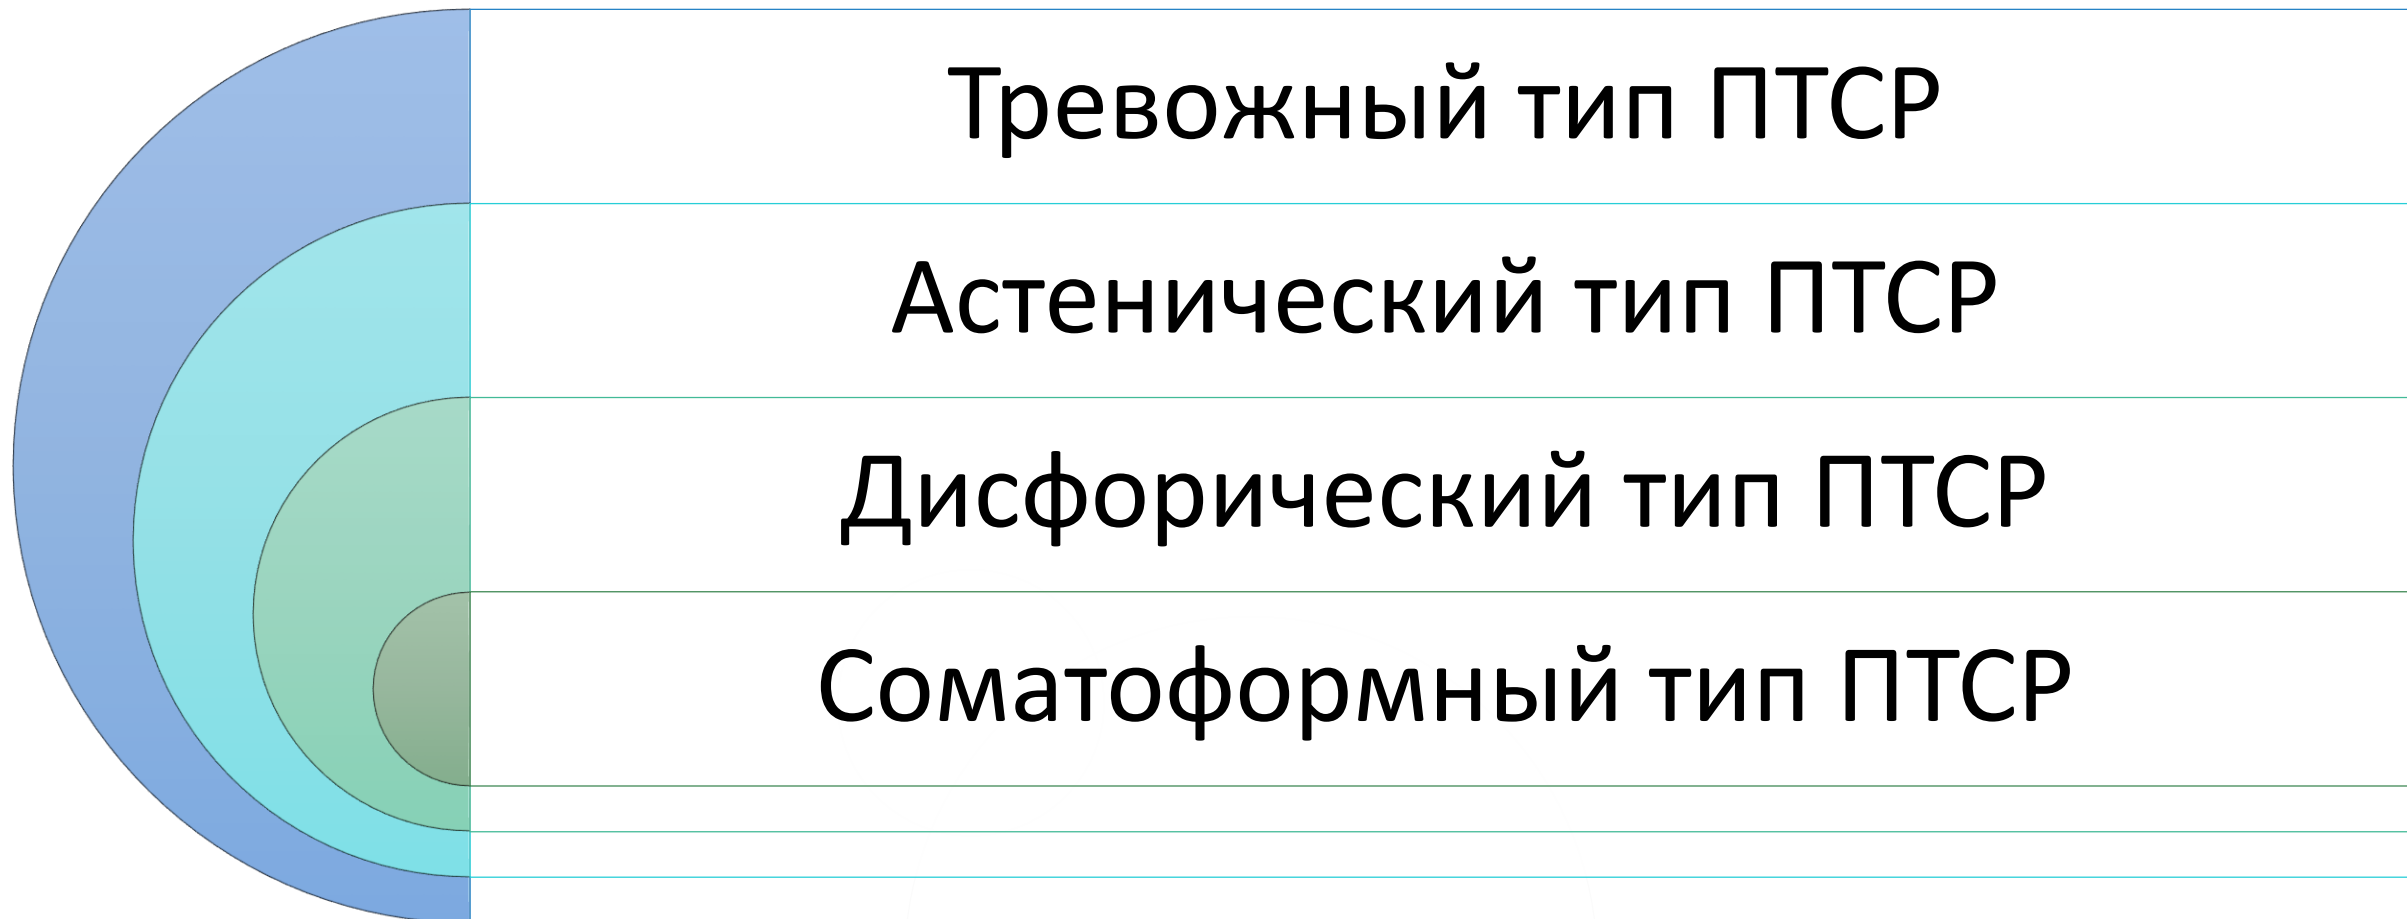 Тревожный тип ПТСР
Астенический тип ПТСР
Дисфорический тип ПТСР
Соматоформный тип ПТСР